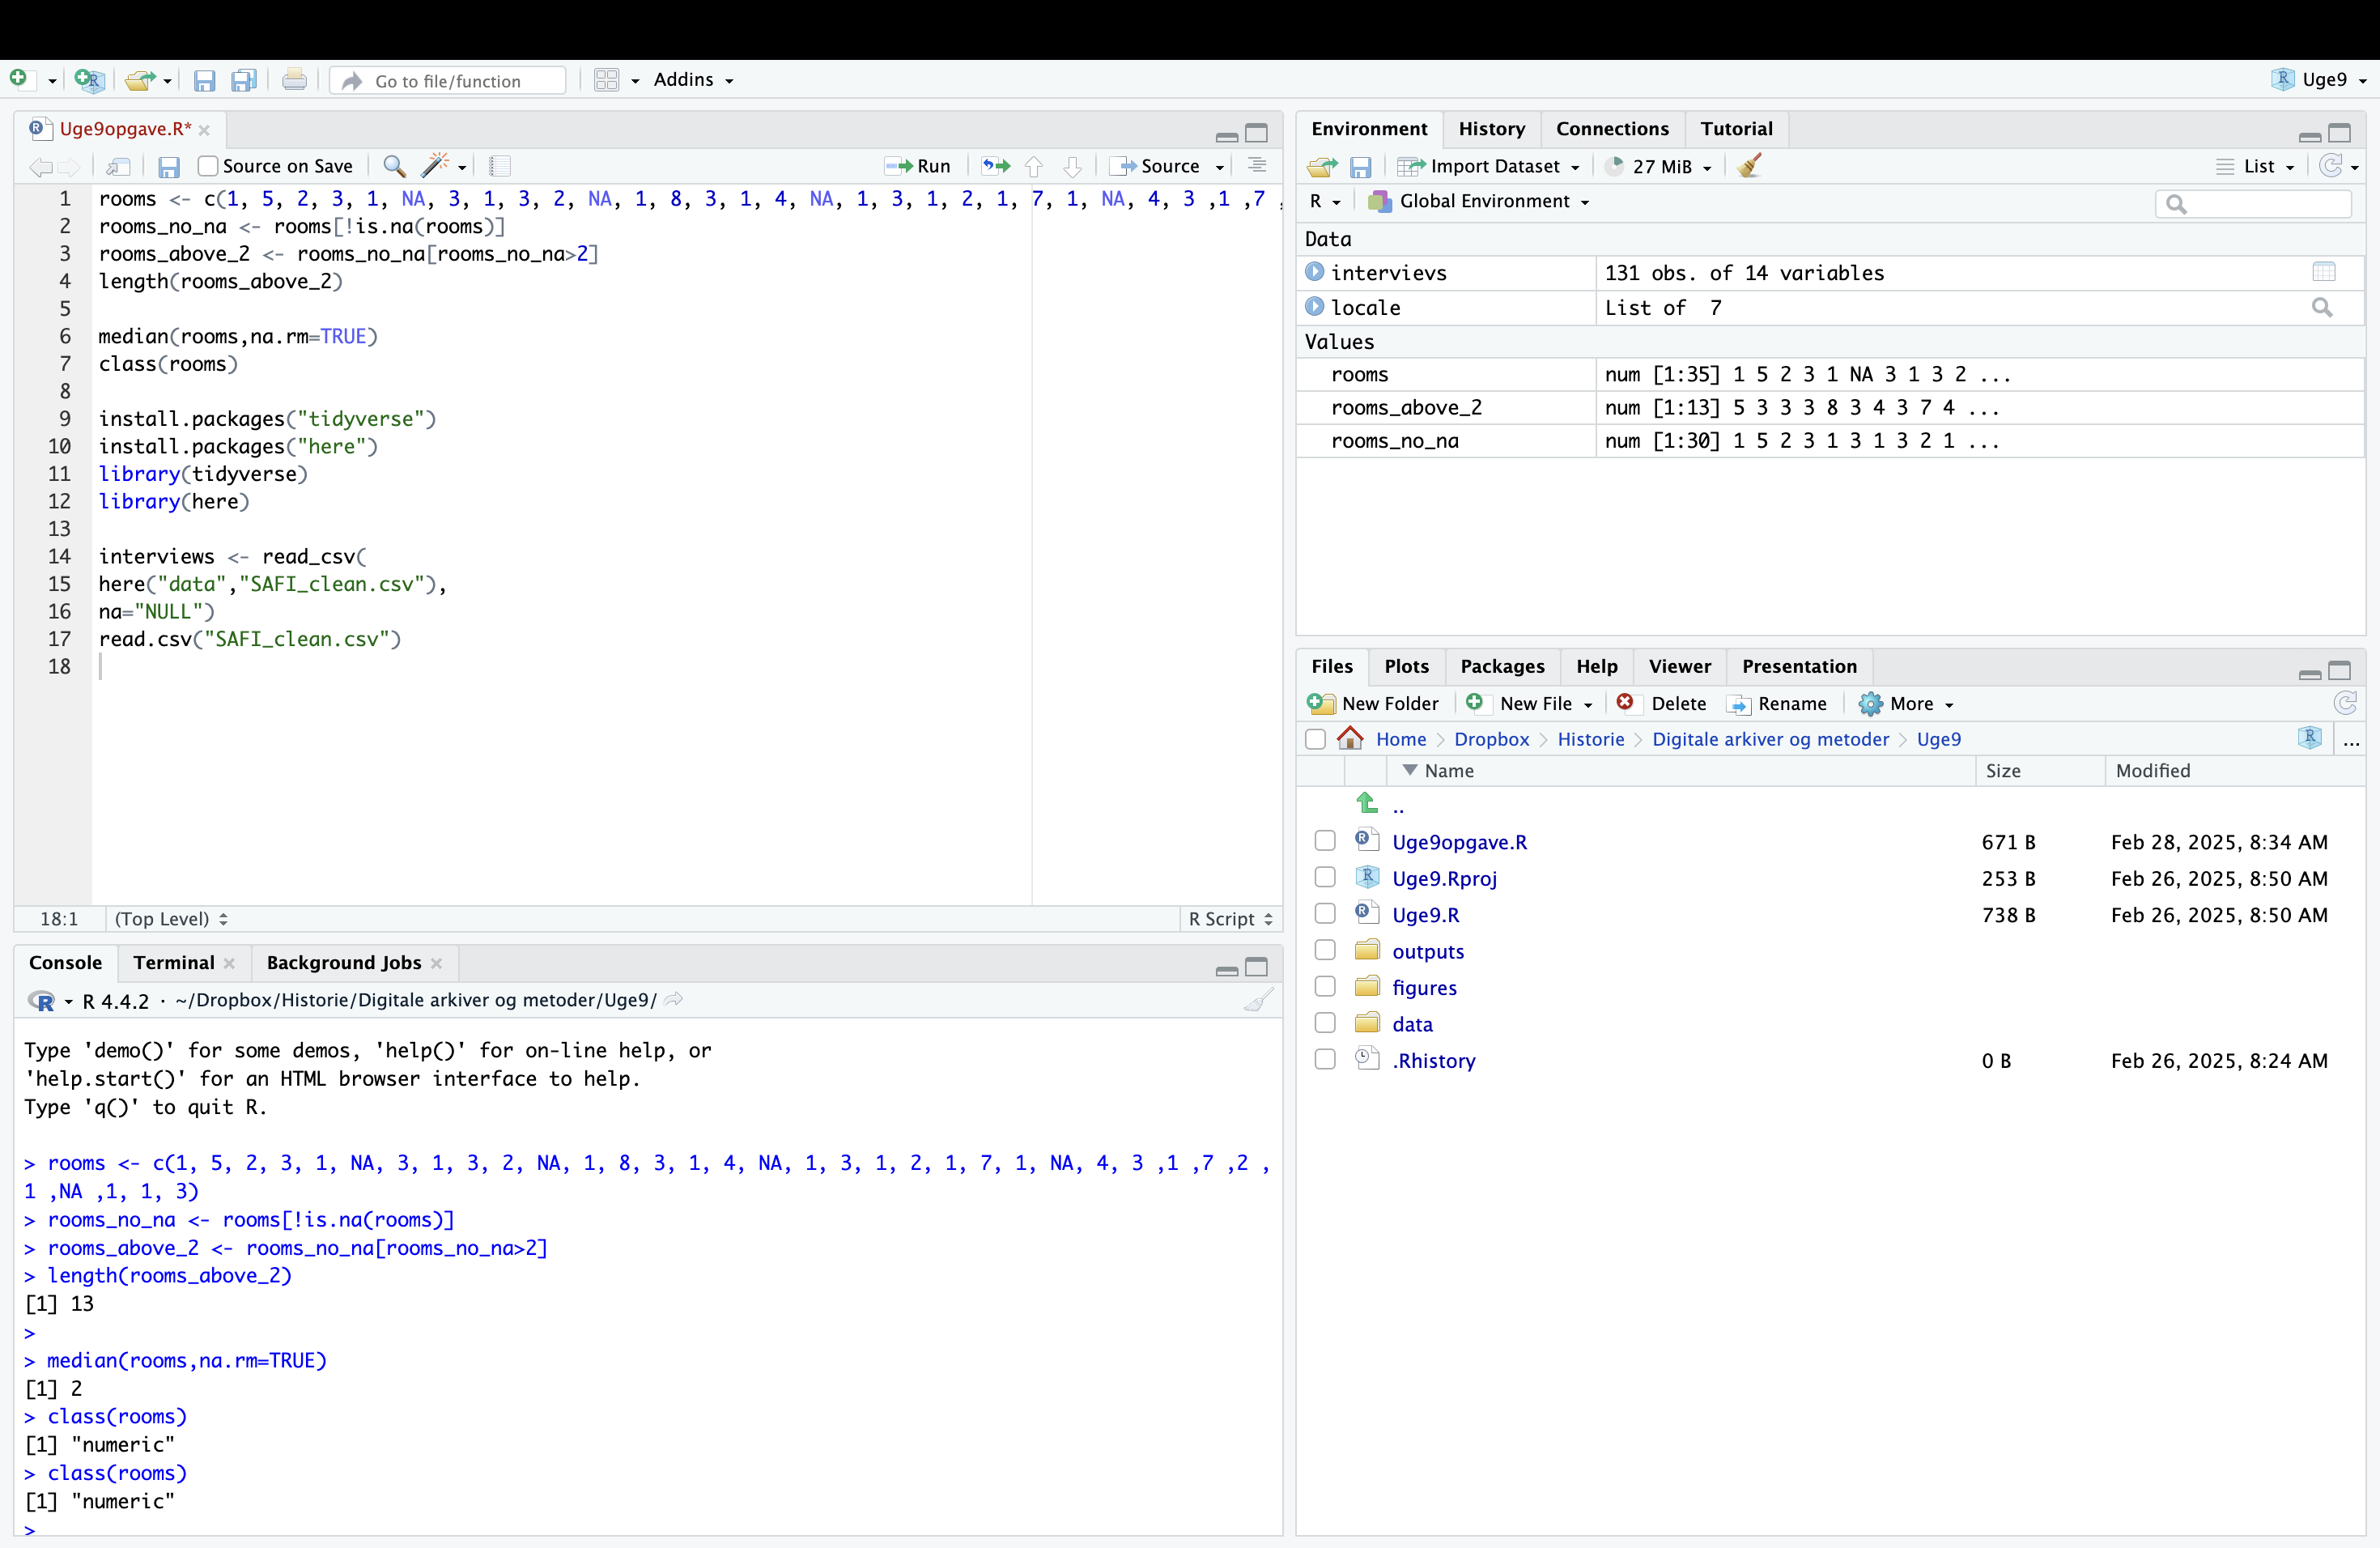 Go to file/function
Addins
Uge9
Uge9opgave.R*
Source on Save
Run
Source
1 rooms <- c(1, 5, 2, 3, 1, NA, 3, 1, 3, 2, NA, 1, 8, 3, 1, 4, NA, 1, 3, 1, 2, 1, 7, 1, NA, 4, 3 ,1 ,7 ,
2 rooms_no_na <- rooms[!is.na(rooms)]
3 rooms_above_2 <- rooms_no_na[rooms_no_na>2]
4 length(rooms_above_2)
5
6 median(rooms,na.rm=TRUE)
7 class(rooms)
8
9 install.packages("tidyverse")
10 install.packages("here")
11 library(tidyverse)
12 library(here)
13
14 interviews <- read_csv(
15 here("data","SAFI_clean.csv"),
16 na="NULL")
17 read.csv("SAFI_clean.csv")
18
18:1 (Top Level) R Script
Console Terminal Background Jobs
R 4.4.2 · ~/Dropbox/Historie/Digitale arkiver og metoder/Uge9/
Type 'demo()' for some demos, 'help()' for on-line help, or
'help.start()' for an HTML browser interface to help.
Type 'q()' to quit R.
> rooms <- c(1, 5, 2, 3, 1, NA, 3, 1, 3, 2, NA, 1, 8, 3, 1, 4, NA, 1, 3, 1, 2, 1, 7, 1, NA, 4, 3 ,1 ,7 ,2 ,
1 ,NA ,1, 1, 3)
> rooms_no_na <- rooms[!is.na(rooms)]
> rooms_above_2 <- rooms_no_na[rooms_no_na>2]
> length(rooms_above_2)
[1] 13
>
> median(rooms,na.rm=TRUE)
[1] 2
> class(rooms)
[1] "numeric"
> class(rooms)
[1] "numeric"
>
Environment History Connections Tutorial
Import Dataset 27 MiB List
R Global Environment
Data
intervievs 131 obs. of 14 variables
locale List of 7
Values
rooms num [1:35] 1 5 2 3 1 NA 3 1 3 2 ...
rooms_above_2 num [1:13] 5 3 3 3 8 3 4 3 7 4 ...
rooms_no_na num [1:30] 1 5 2 3 1 3 1 3 2 1 ...
Files Plots Packages Help Viewer Presentation
New Folder New File Delete Rename More
Home > Dropbox > Historie > Digitale arkiver og metoder > Uge9 ...
Name Size Modified
..
Uge9opgave.R 671 B Feb 28, 2025, 8:34 AM
Uge9.Rproj 253 B Feb 26, 2025, 8:50 AM
Uge9.R 738 B Feb 26, 2025, 8:50 AM
outputs
figures
data
.Rhistory 0 B Feb 26, 2025, 8:24 AM